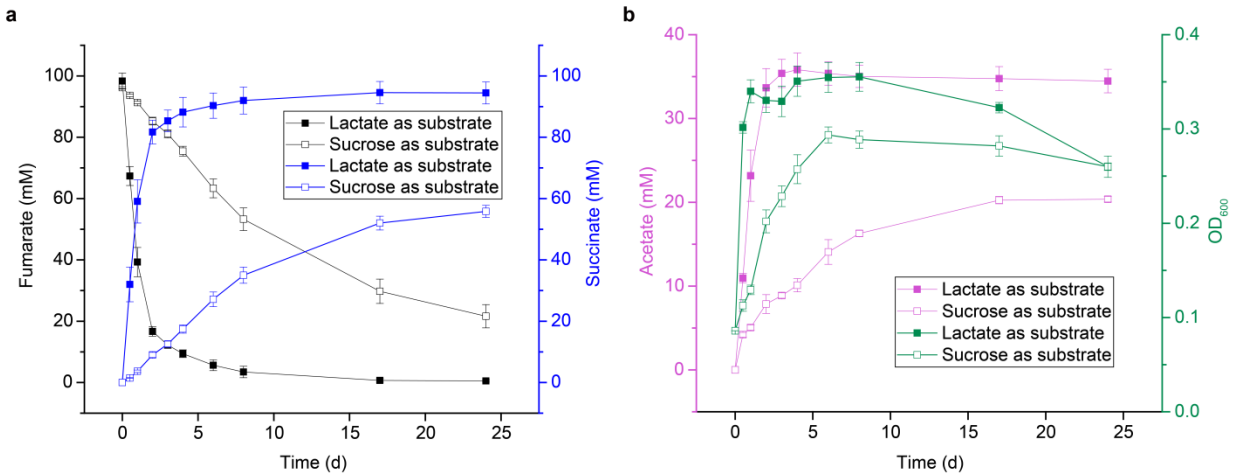 a
Fumarate (mM)
100
80
60
40
20
0
0 5 10 15 20 25
Time (d)
100
80
60
40
20
0
Succinate (mM)
Lactate as substrate
Sucrose as substrate
Lactate as substrate
Sucrose as substrate
b
Acetate (mM)
40
30
20
10
0
0 5 10 15 20 25
Time (d)
0.4
0.3
0.2
0.1
0.0
OD600
Lactate as substrate
Sucrose as substrate
Lactate as substrate
Sucrose as substrate